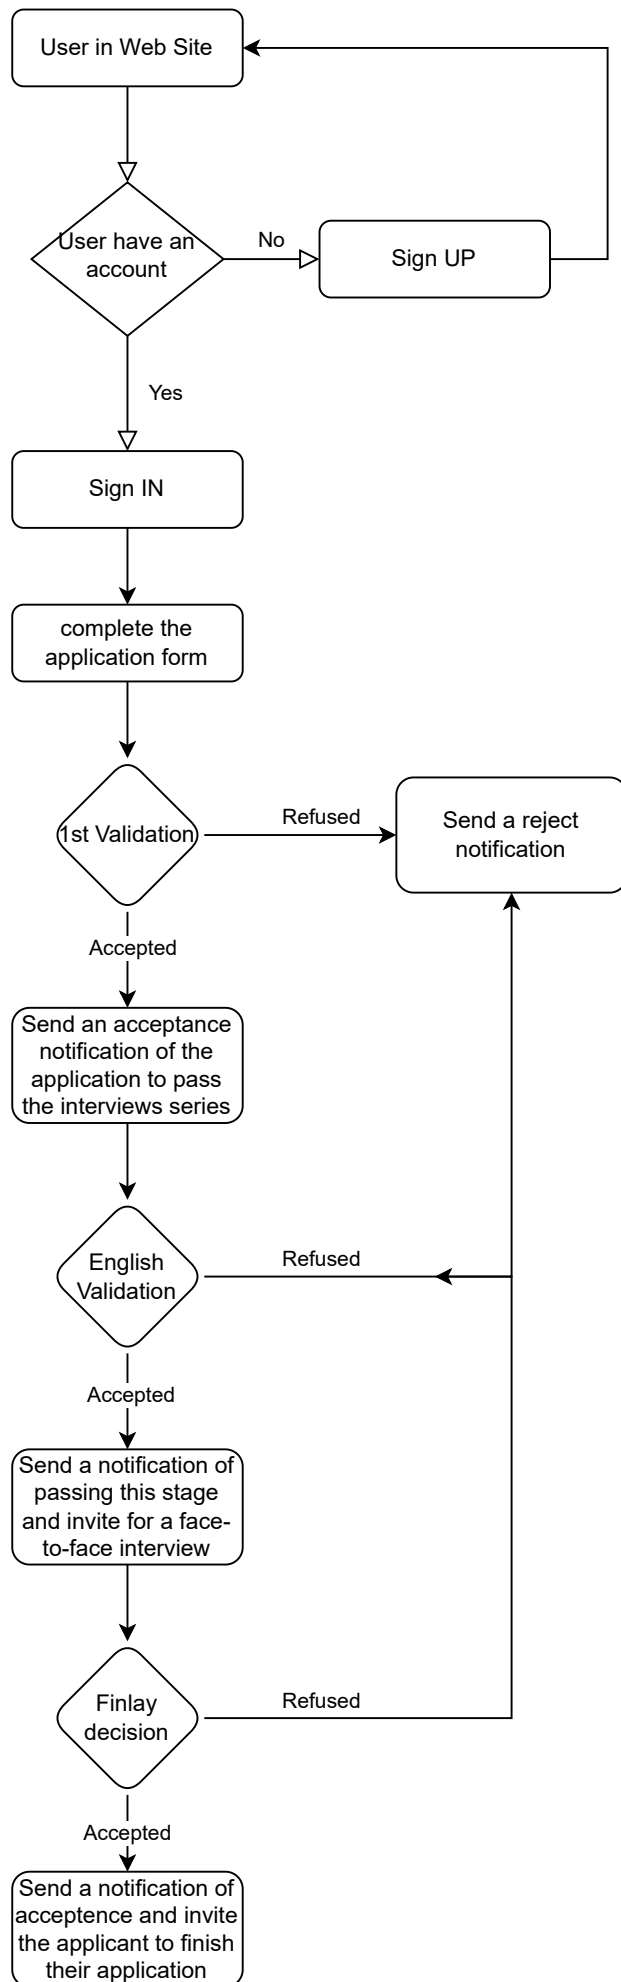 User in Web Site
User have an
account
No
Sign UP
Yes
Sign IN
complete the
application form
1st Validation
Refused
Send a reject
notification
Accepted
Send an acceptance
notification of the
application to pass
the interviews series
English
Validation
Refused
Accepted
Send a notification of
passing this stage
and invite for a face-
to-face interview
Finlay
decision
Refused
Accepted
Send a notification of
acceptence and invite
the applicant to finish
their application